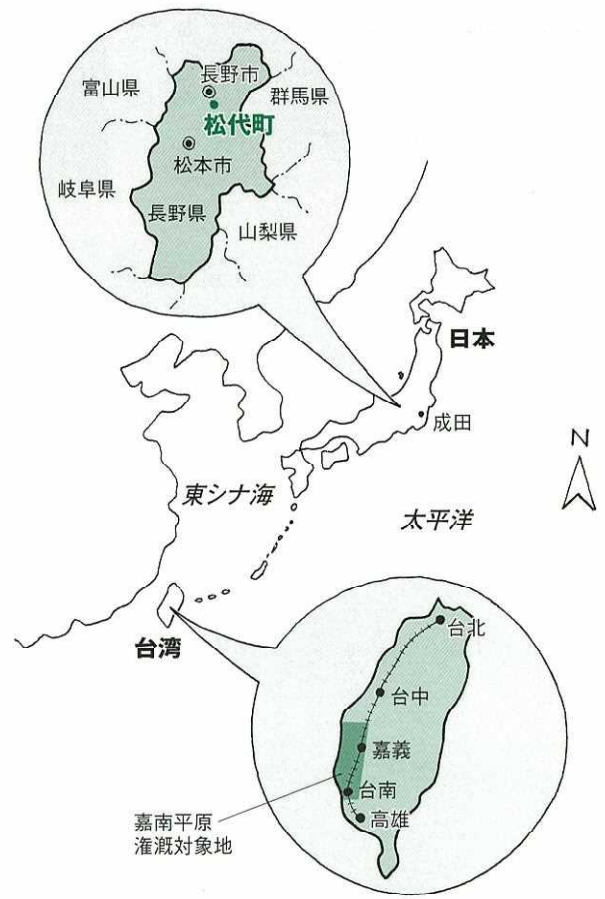 富山県
長野市
群馬県
松代町
松本市
岐阜県
長野県
山梨県
日本
成田
N
東シナ海
太平洋
台湾
台北
台中
嘉義
台南
高雄
嘉南平原
灌漑対象地